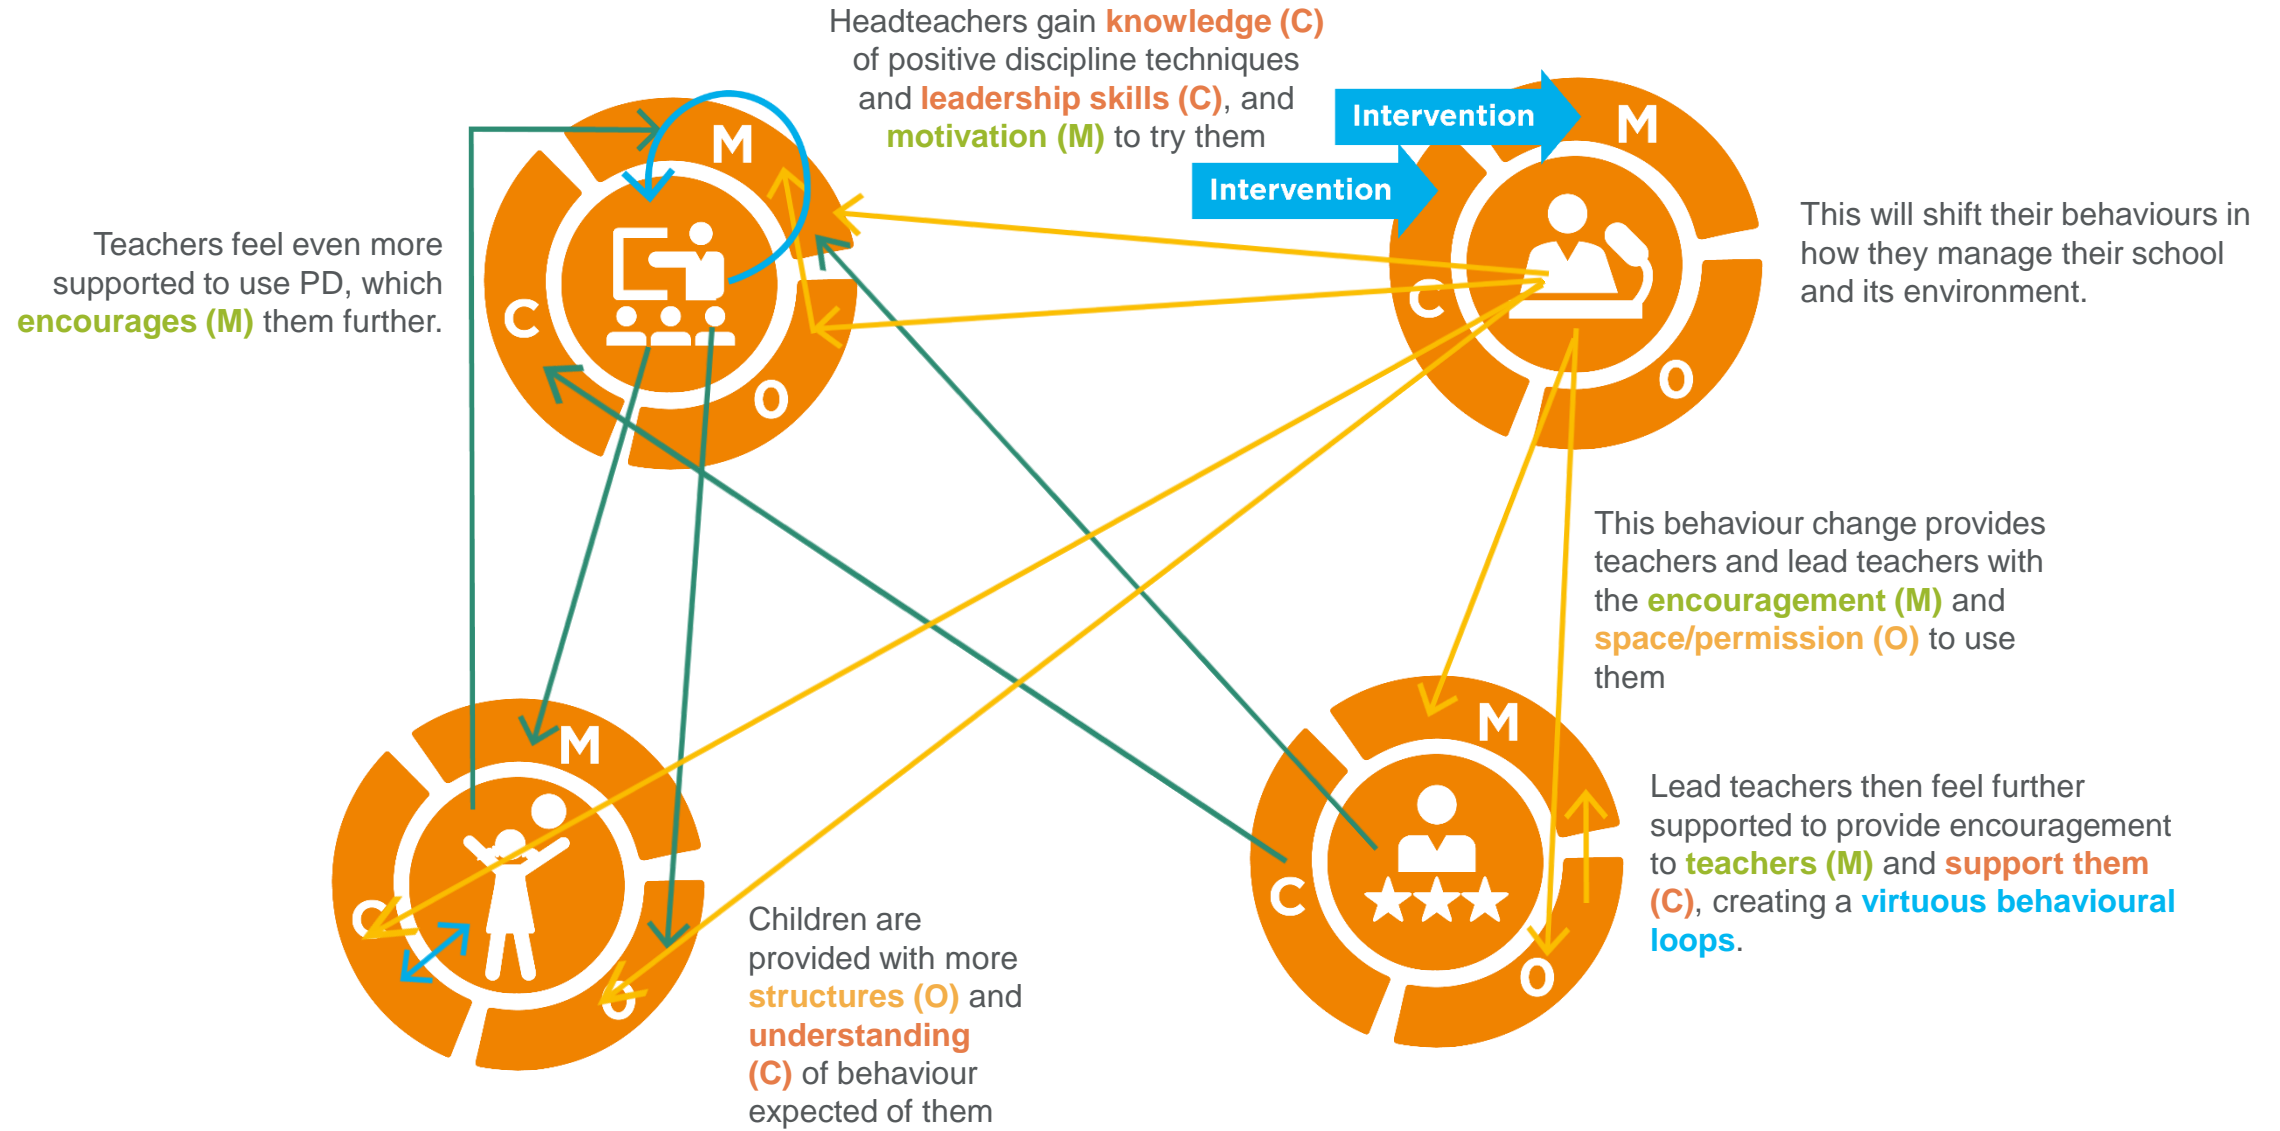 Headteachers gain knowledge (C)
of positive discipline techniques
and leadership skills (C), and
motivation (M) to try them
Intervention
Intervention
M
C
O
This will shift their behaviours in
how they manage their school
and its environment.
M
C
O
Teachers feel even more
supported to use PD, which
encourages (M) them further.
This behaviour change provides
teachers and lead teachers with
the encouragement (M) and
space/permission (O) to use
them
M
C
O
Lead teachers then feel further
supported to provide encouragement
to teachers (M) and support them
(C), creating a virtuous behavioural
loops.
M
C
O
Children are
provided with more
structures (O) and
understanding
(C) of behaviour
expected of them